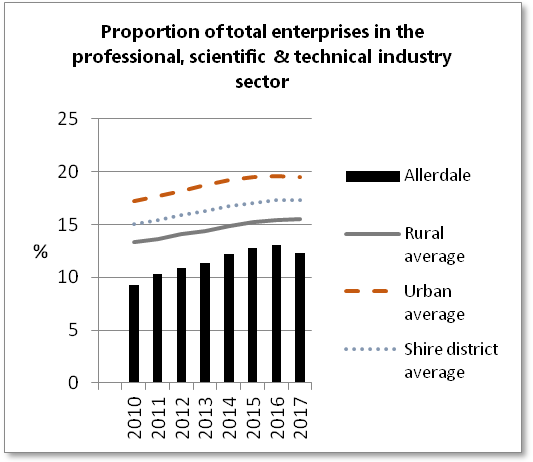 Proportion of total enterprises in the
professional, scientific & technical industry
sector
25
20
15
10
5
0
%
2010
2011
2012
2013
2014
2015
2016
2017
Allerdale
Rural
average
Urban
average
Shire district
average